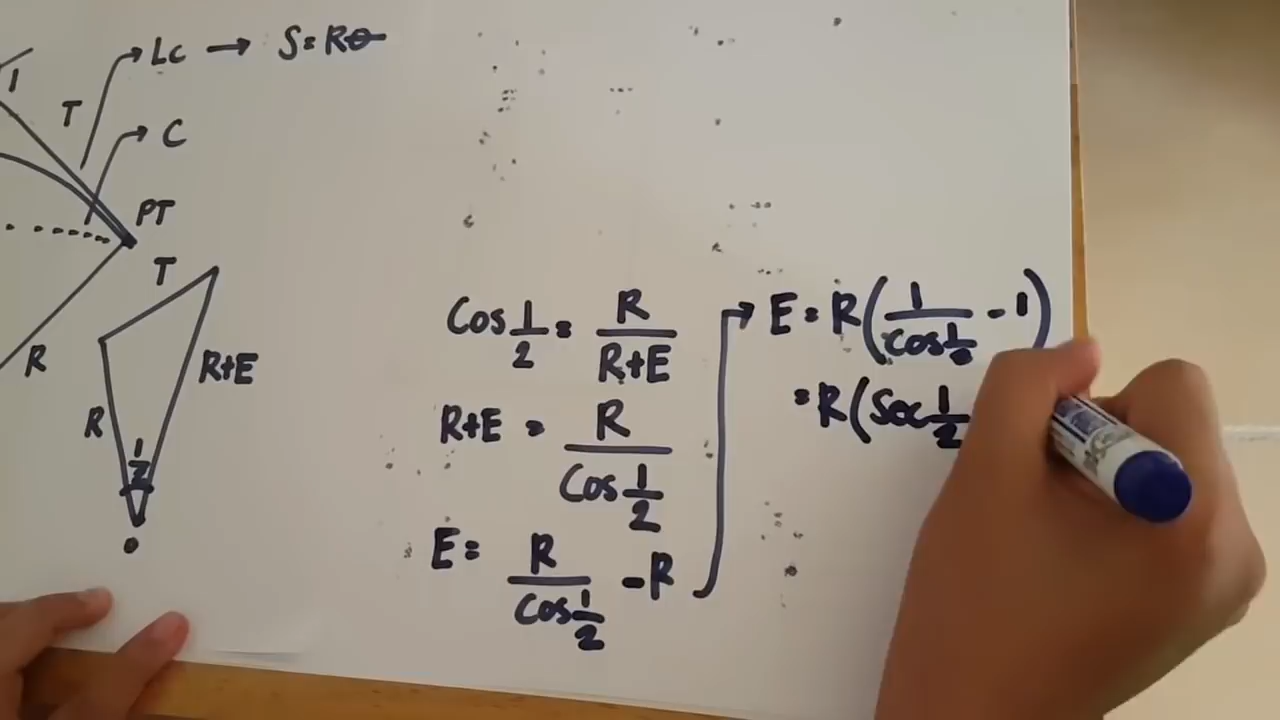 I
T
Lc → S=Rθ
C
PT
T
R
R+E
R
I/2
O
Cos I/2 = R/(R+E)
R+E = R/(Cos I/2)
E= R/(Cos I/2) -R
E=R(1/(cos I/2) -1)
=R(Sec I/2